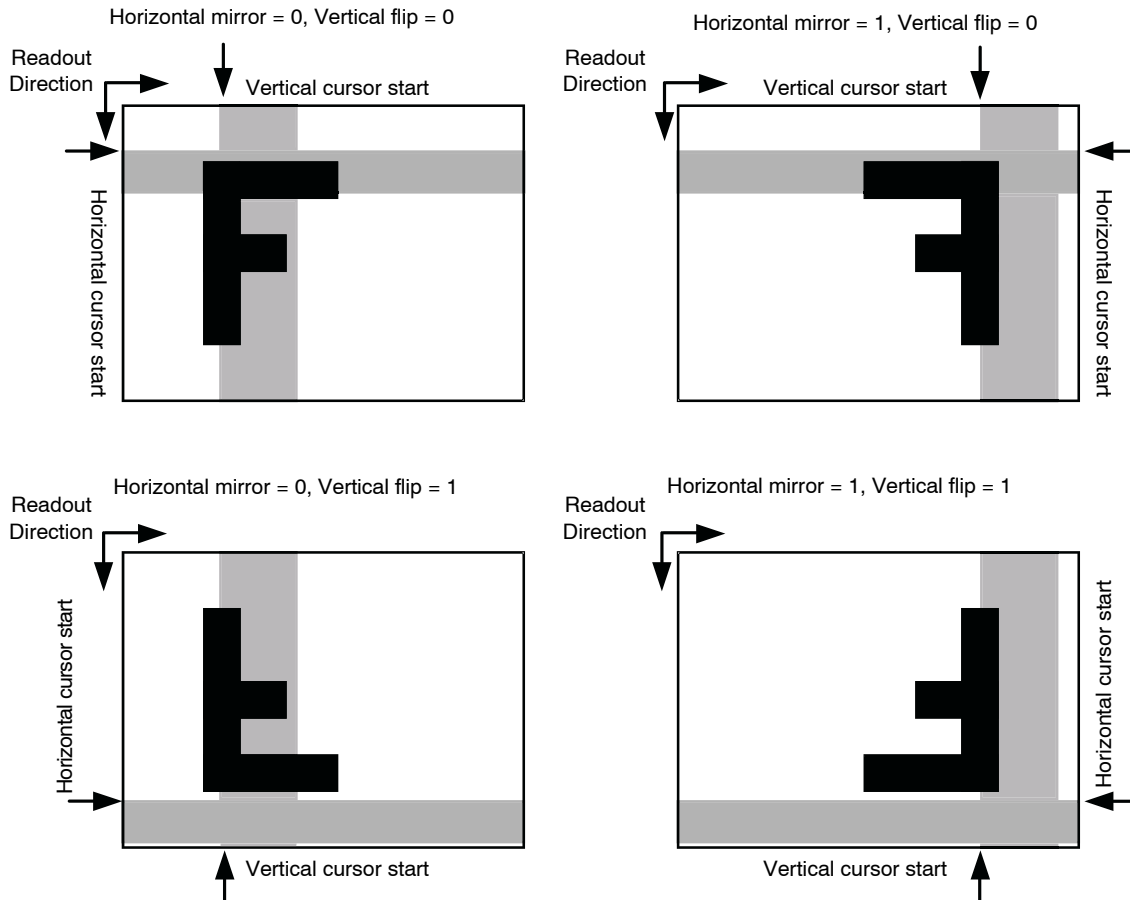 Horizontal mirror = 0, Vertical flip = 0
Readout
Direction
Vertical cursor start
Horizontal cursor start
Horizontal mirror = 1, Vertical flip = 0
Readout
Direction
Vertical cursor start
Horizontal cursor start
Horizontal mirror = 0, Vertical flip = 1
Readout
Direction
Horizontal cursor start
Vertical cursor start
Horizontal mirror = 1, Vertical flip = 1
Readout
Direction
Horizontal cursor start
Vertical cursor start